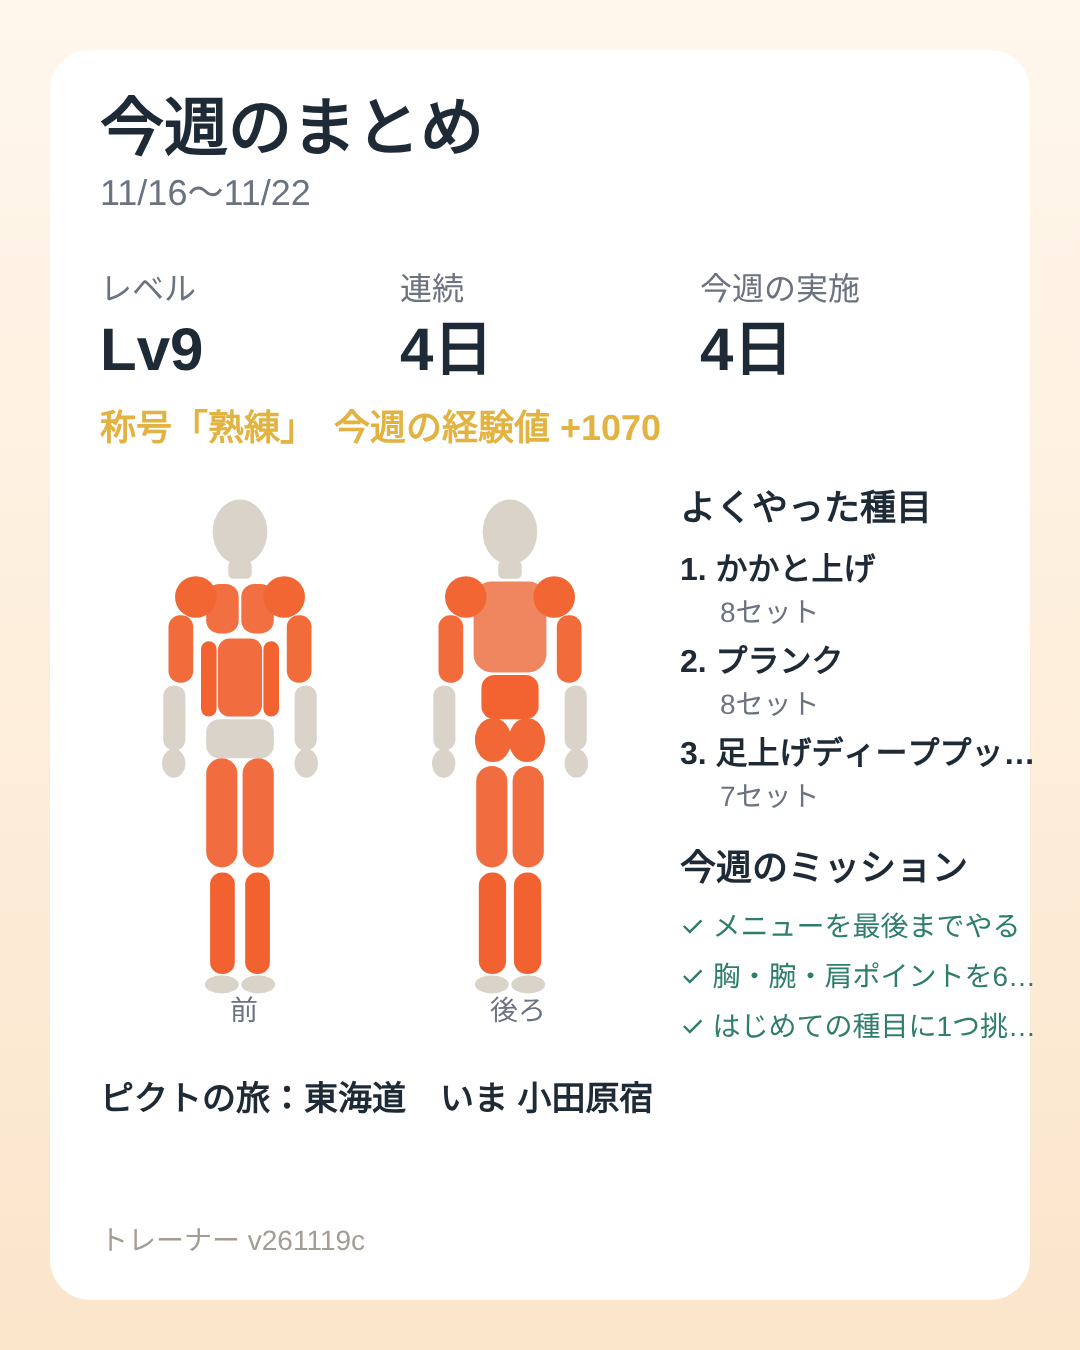 今週のまとめ
11/16〜11/22
レベル 連続 今週の実施
Lv9 4日 4日
称号「熟練」 今週の経験値 +1070
よくやった種目
1. かかと上げ
8セット
2. プランク
8セット
3. 足上げディーププッ…
7セット
今週のミッション
✓ メニューを最後までやる
✓ 胸・腕・肩ポイントを6…
✓ はじめての種目に1つ挑…
前 後ろ
ピクトの旅：東海道 いま 小田原宿
トレーナー v261119c